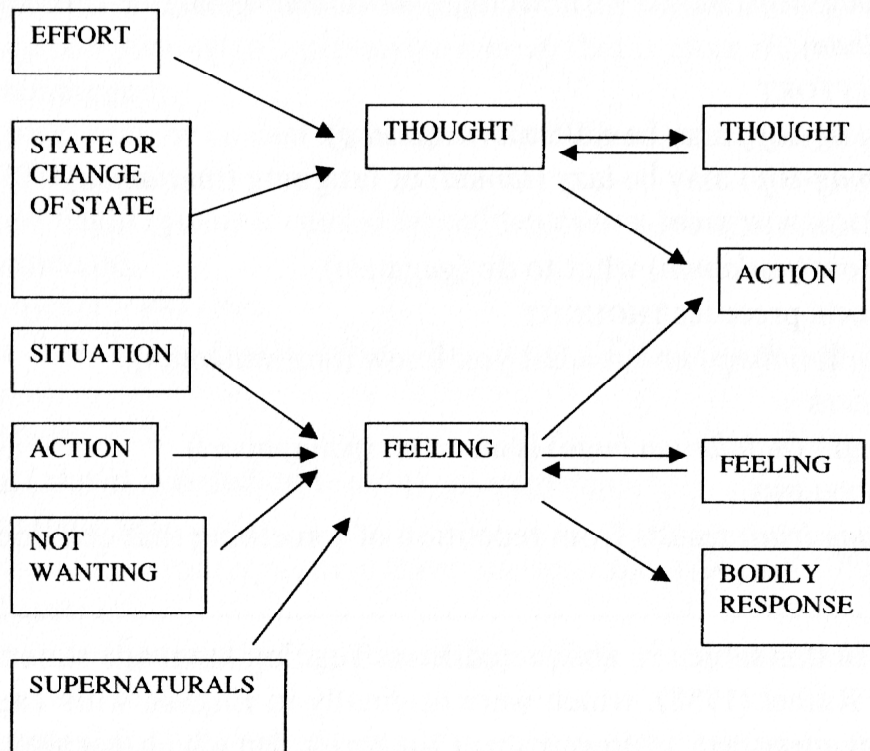 EFFORT
STATE OR
CHANGE
OF STATE
SITUATION
ACTION
NOT
WANTING
SUPERNATURALS
THOUGHT
FEELING
THOUGHT
ACTION
FEELING
BODILY
RESPONSE